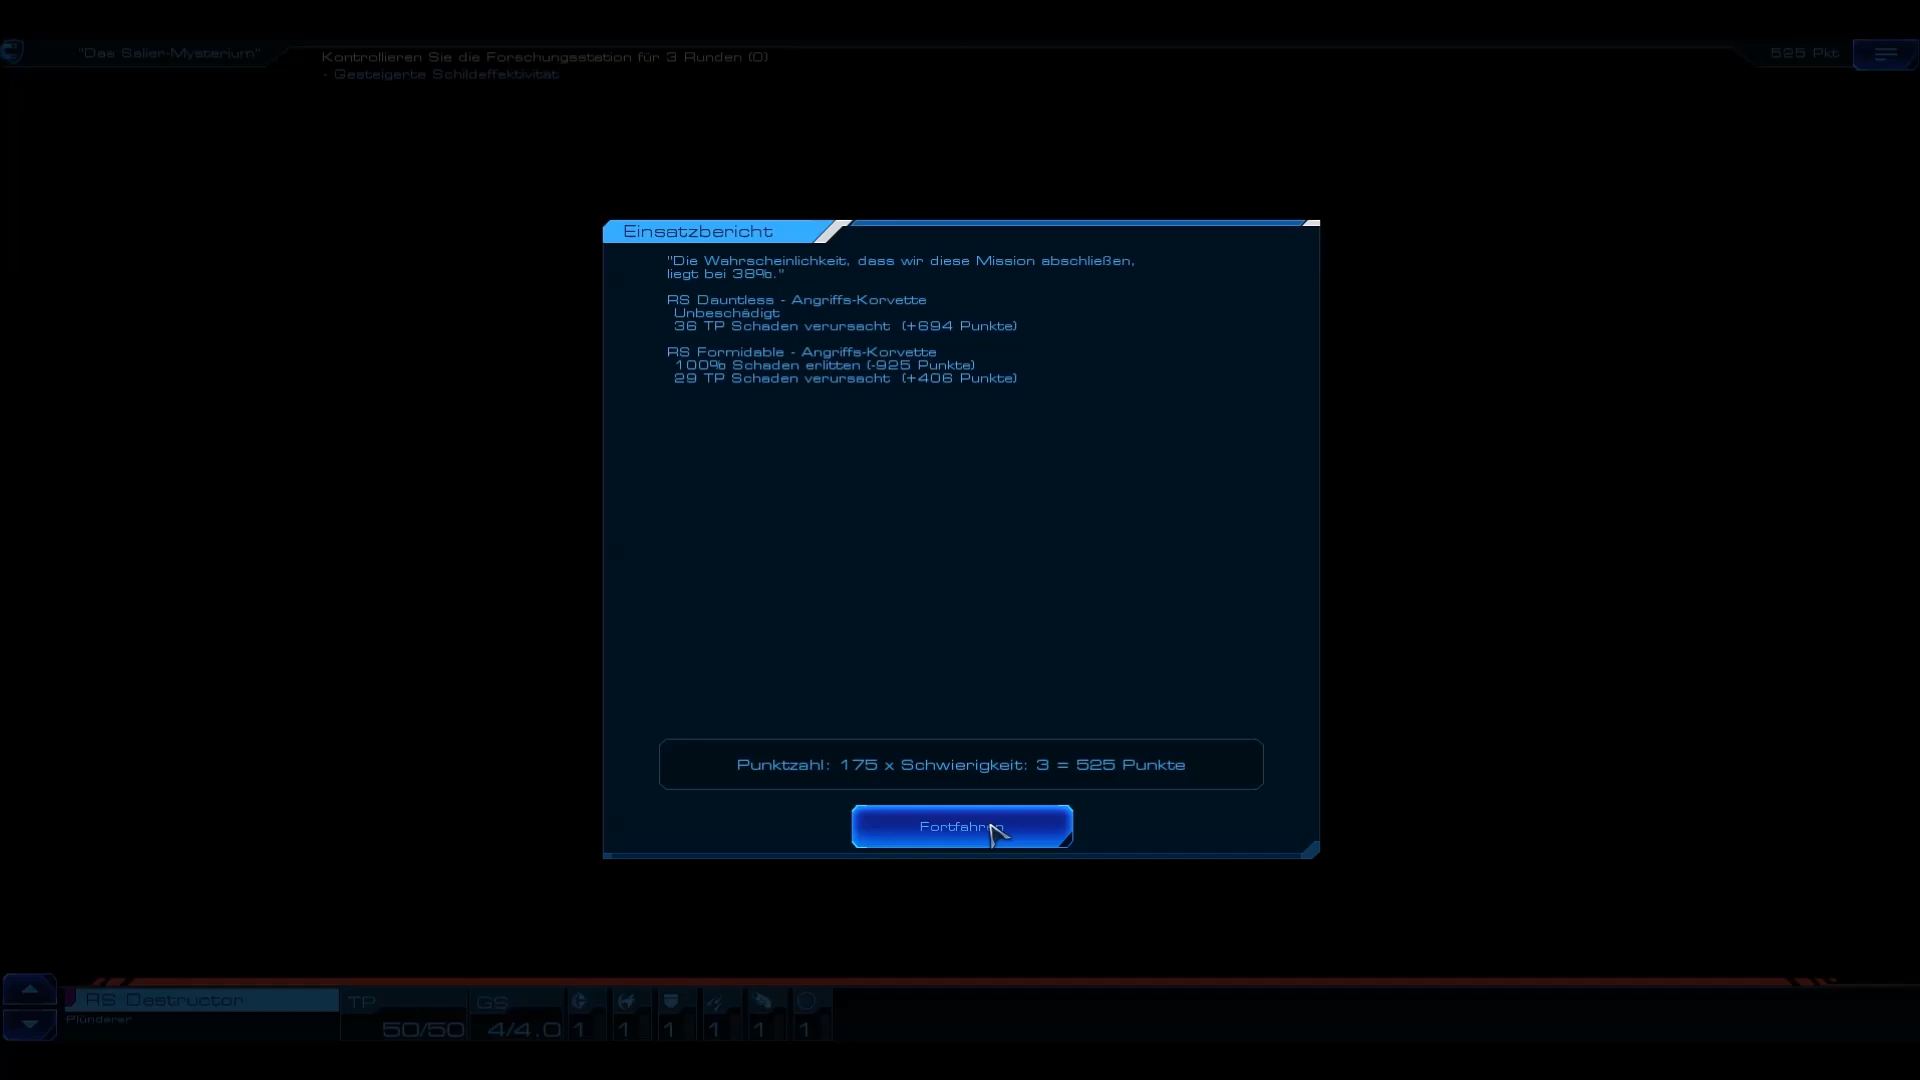 "Das Salier-Mysterium"
Kontrollieren Sie die Forschungsstation für 3 Runden (0)
- Gesteigerte Schildeffektivität
525 Pkt
Einsatzbericht
"Die Wahrscheinlichkeit, dass wir diese Mission abschließen,
liegt bei 38%."
RS Dauntless - Angriffs-Korvette
Unbeschädigt
36 TP Schaden verursacht (+694 Punkte)
RS Formidable - Angriffs-Korvette
100% Schaden erlitten (-925 Punkte)
29 TP Schaden verursacht (+406 Punkte)
Punktzahl: 175 x Schwierigkeit: 3 = 525 Punkte
Fortfahren
RS Destructor
Plünderer
TP
50/50
GS
4/4.0
1 1 1 1 1 1